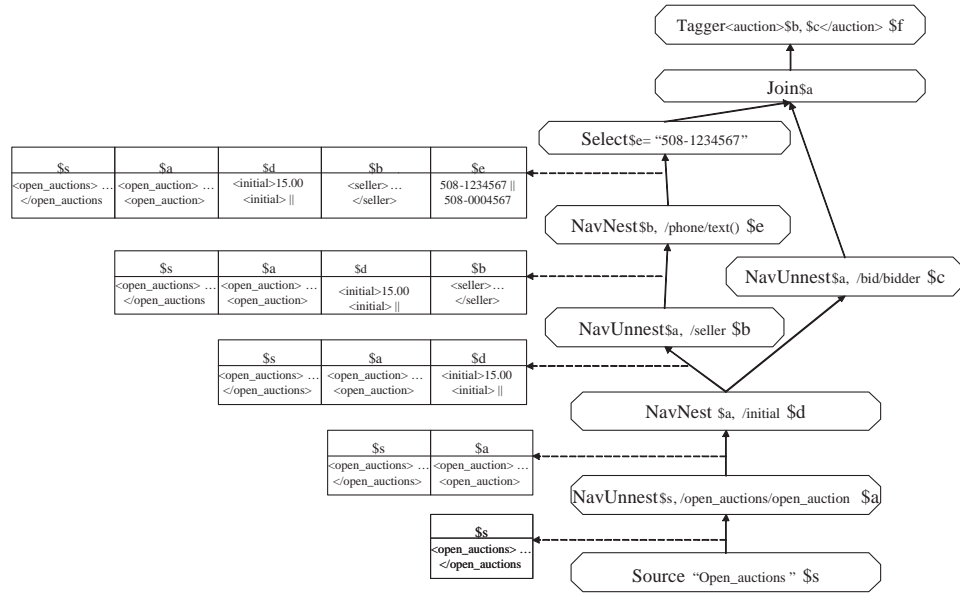 Tagger<auction>$b, $c</auction> $f
Join$a
Select$e= “508-1234567”
$s $a $d $b $e
<open_auctions> … <open_auction> … <initial>15.00 <seller>… 508-1234567 ||
</open_auctions <open_auction> <initial> || </seller> 508-0004567
NavNest$b, /phone/text() $e
$s $a $d $b
<open_auctions> … <open_auction> … <initial>15.00 <seller>…
</open_auctions <open_auction> <initial> || </seller>
NavUnnest$a, /bid/bidder $c
NavUnnest$a, /seller $b
$s $a $d
<open_auctions> … <open_auction> … <initial>15.00
</open_auctions> <open_auction> <initial> ||
NavNest $a, /initial $d
$s $a
<open_auctions> … <open_auction> …
</open_auctions> <open_auction>
NavUnnest$s, /open_auctions/open_auction $a
$s
<open_auctions> …
</open_auctions
Source “Open_auctions ” $s